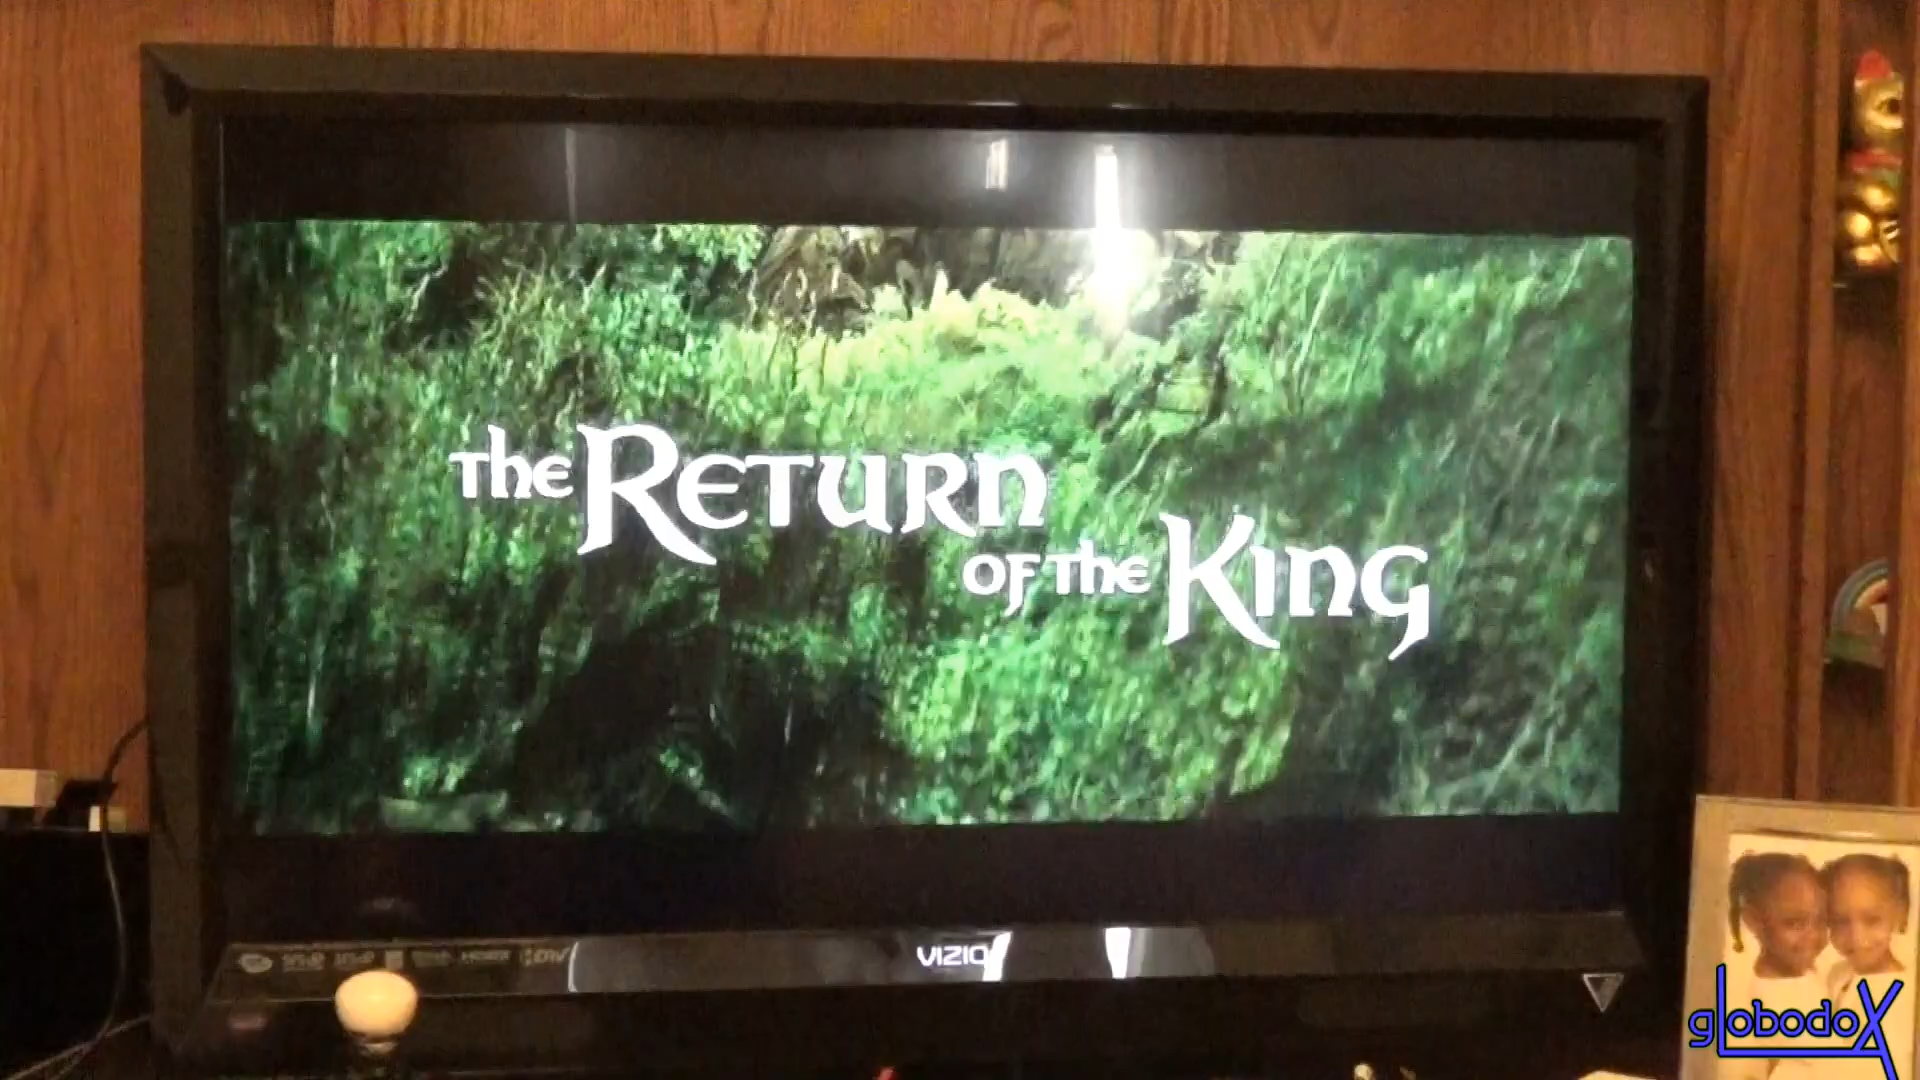 The Return
of the King
VIZIO
globodox